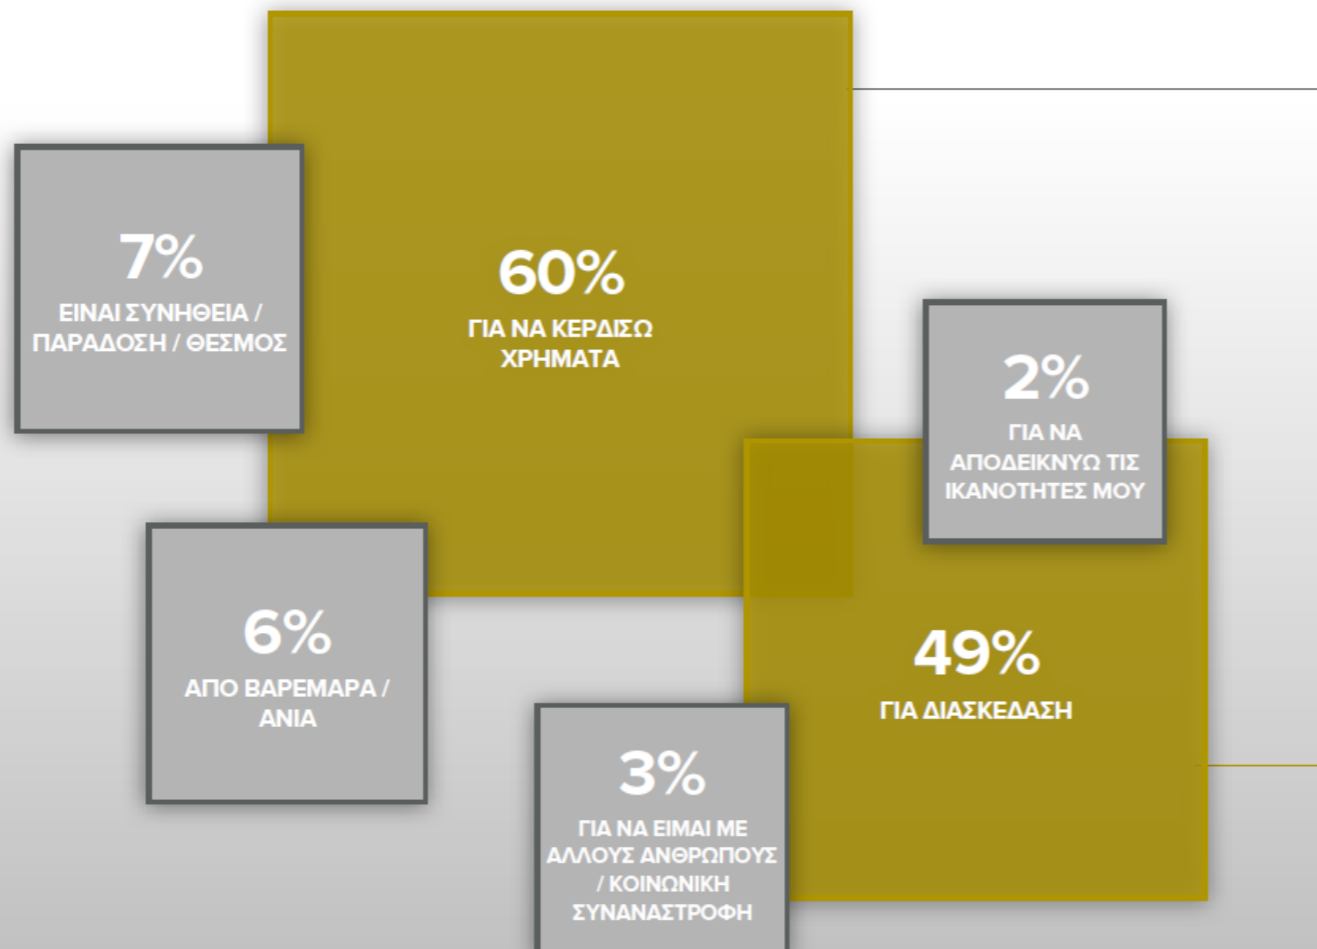 7%
ΕΙΝΑΙ ΣΥΝΗΘΕΙΑ /
ΠΑΡΑΔΟΣΗ / ΘΕΣΜΟΣ
60%
ΓΙΑ ΝΑ ΚΕΡΔΙΣΩ
ΧΡΗΜΑΤΑ
2%
ΓΙΑ ΝΑ
ΑΠΟΔΕΙΚΝΥΩ ΤΙΣ
ΙΚΑΝΟΤΗΤΕΣ ΜΟΥ
6%
ΑΠΟ ΒΑΡΕΜΑΡΑ /
ΑΝΙΑ
49%
ΓΙΑ ΔΙΑΣΚΕΔΑΣΗ
3%
ΓΙΑ ΝΑ ΕΙΜΑΙ ΜΕ
ΑΛΛΟΥΣ ΑΝΘΡΩΠΟΥΣ
/ ΚΟΙΝΩΝΙΚΗ
ΣΥΝΑΝΑΣΤΡΟΦΗ